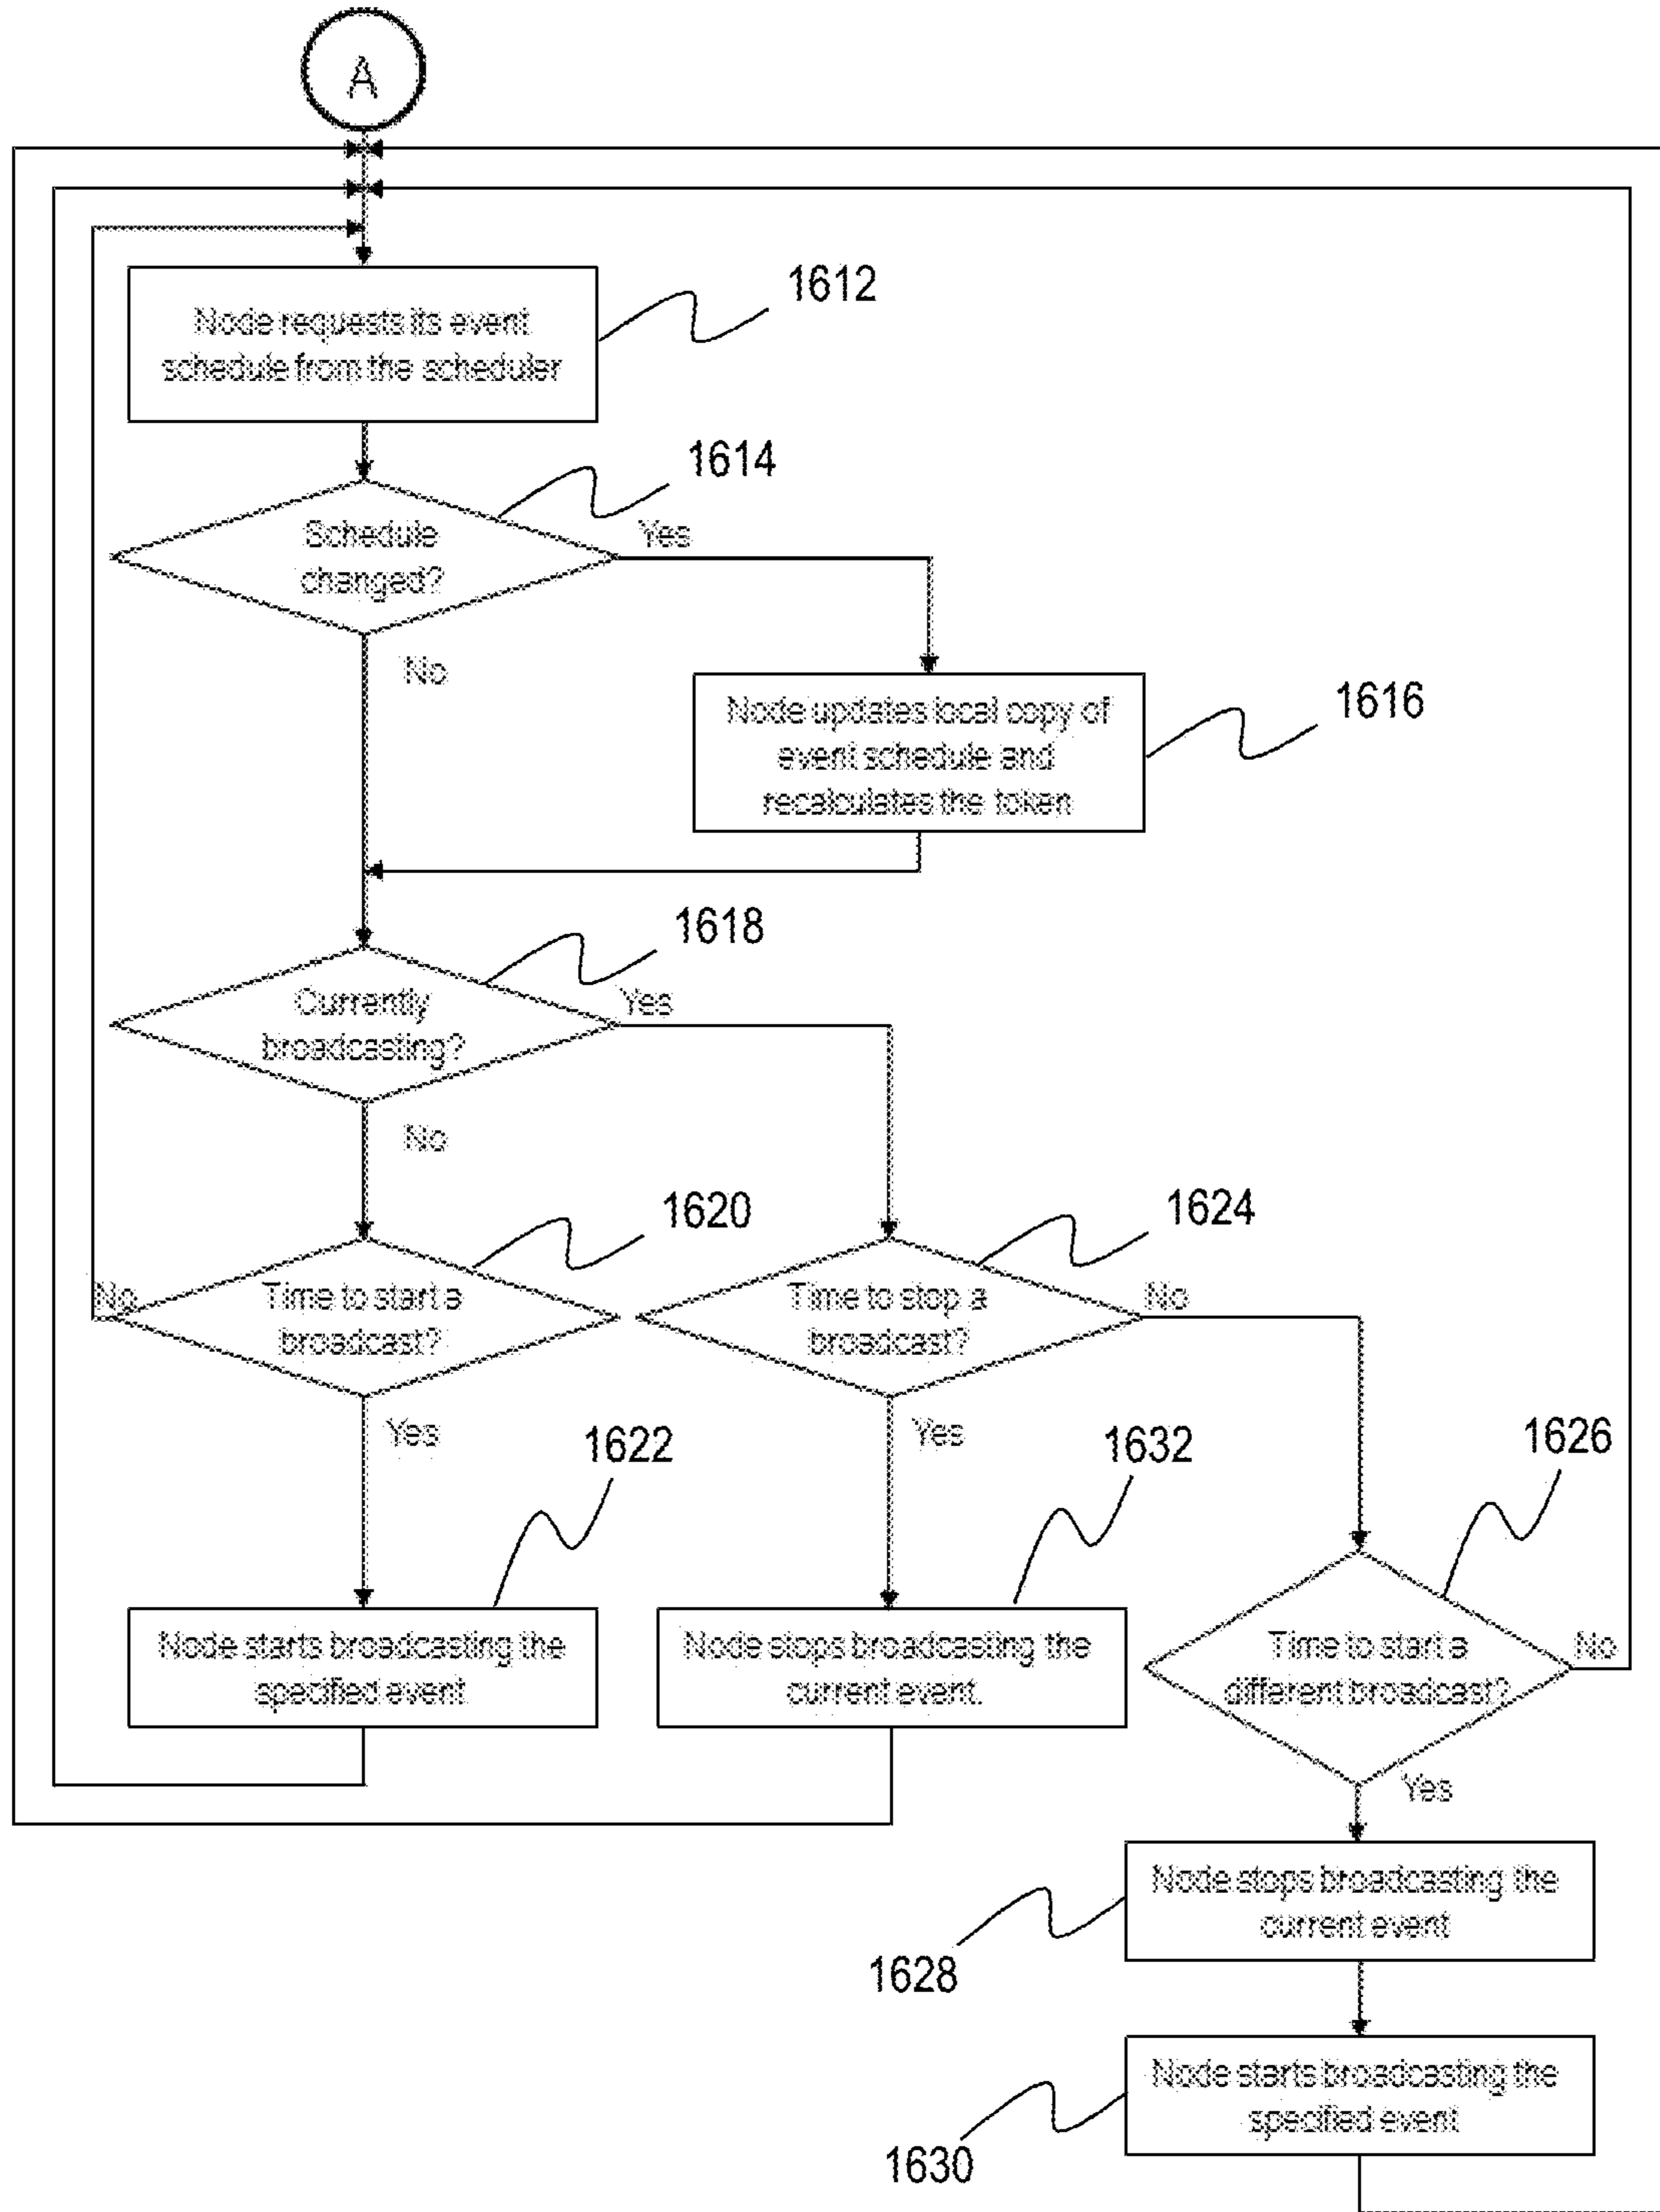 A
Node requests its event
schedule from the scheduler
1612
Schedule
changed?
1614
Yes
No
Node updates local copy of
event schedule and
recalculates the token
1616
Currently
broadcasting?
1618
Yes
No
Time to start a
broadcast?
1620
No
Yes
Time to stop a
broadcast?
1624
No
Yes
Node starts broadcasting the
specified event
1622
Node stops broadcasting the
current event.
1632
Time to start a
different broadcast?
1626
No
Yes
Node stops broadcasting the
current event
1628
Node starts broadcasting the
specified event
1630